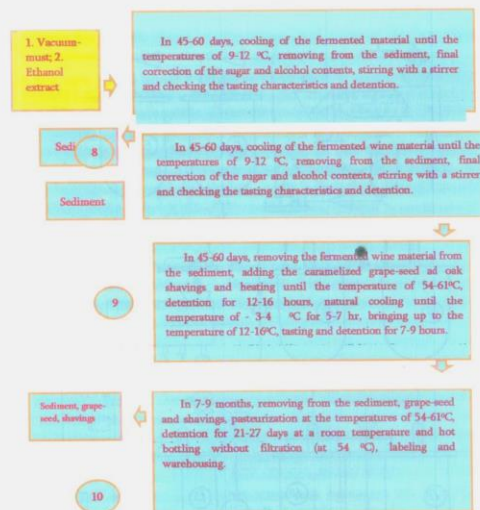 1. Vacuum-
must; 2.
Ethanol
extract
In 45-60 days, cooling of the fermented material until the
temperatures of 9-12 ºC, removing from the sediment, final
correction of the sugar and alcohol contents, stirring with a stirrer
and checking the tasting characteristics and detention.
Sedi
8
In 45-60 days, cooling of the fermented wine material until the
temperatures of 9-12 ºC, removing from the sediment, final
correction of the sugar and alcohol contents, stirring with a stirrer
and checking the tasting characteristics and detention.
Sediment
In 45-60 days, removing the fermented wine material from
the sediment, adding the caramelized grape-seed ad oak
shavings and heating until the temperature of 54-61ºC,
detention for 12-16 hours, natural cooling until the
temperature of - 3-4 ºC for 5-7 hr, bringing up to the
temperature of 12-16ºC, tasting and detention for 7-9 hours.
9
Sediment, grape-
seed, shavings
In 7-9 months, removing from the sediment, grape-seed
and shavings, pasteurization at the temperatures of 54-61ºC,
detention for 21-27 days at a room temperature and hot
bottling without filtration (at 54 ºC), labeling and
warehousing.
10